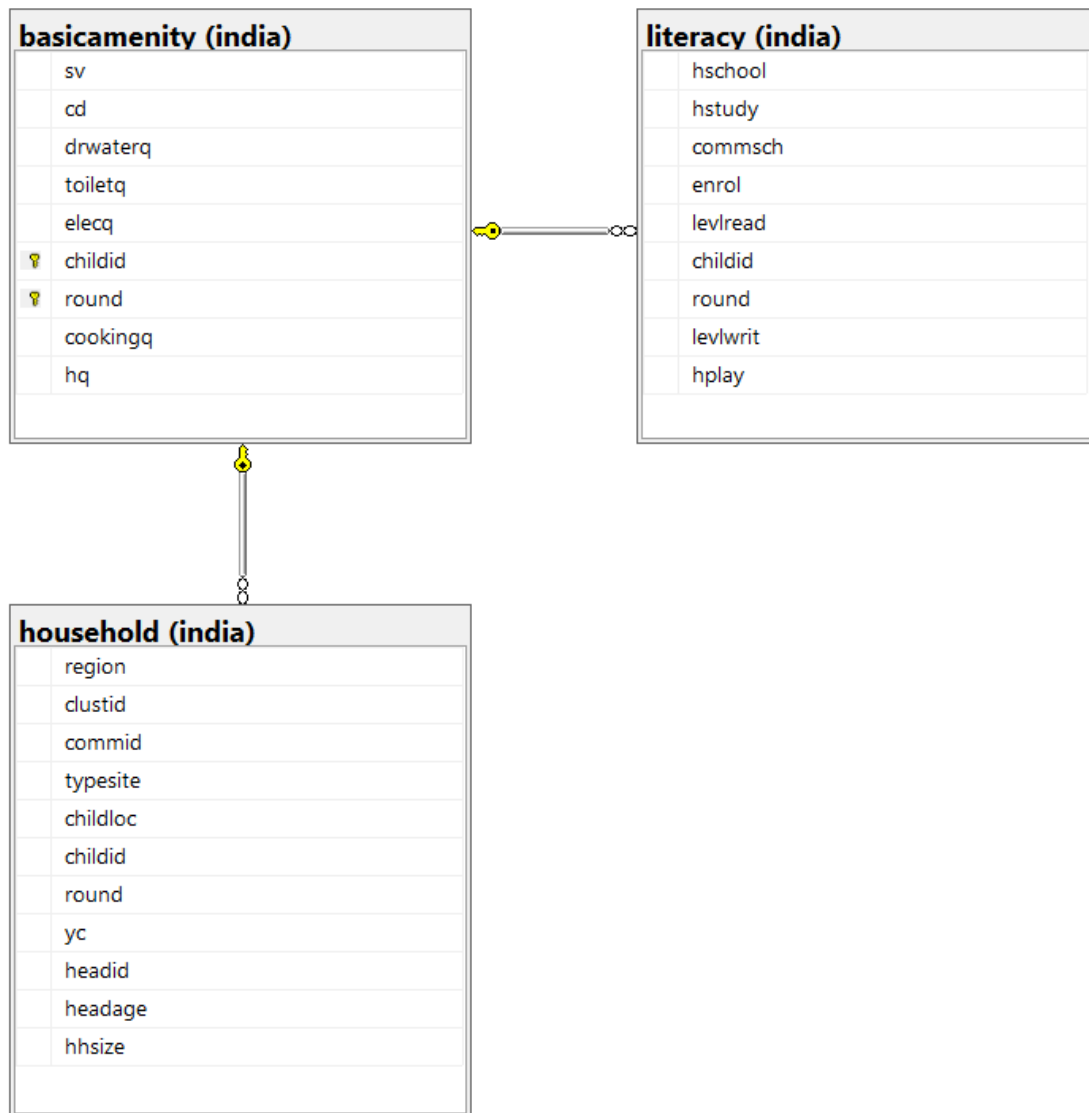 basicamenity (india)
sv
cd
drwaterq
toiletq
elecq
childid
round
cookingq
hq
literacy (india)
hschool
hstudy
commsch
enrol
levlread
childid
round
levlwrit
hplay
household (india)
region
clustid
commid
typesite
childloc
childid
round
yc
headid
headage
hhsize